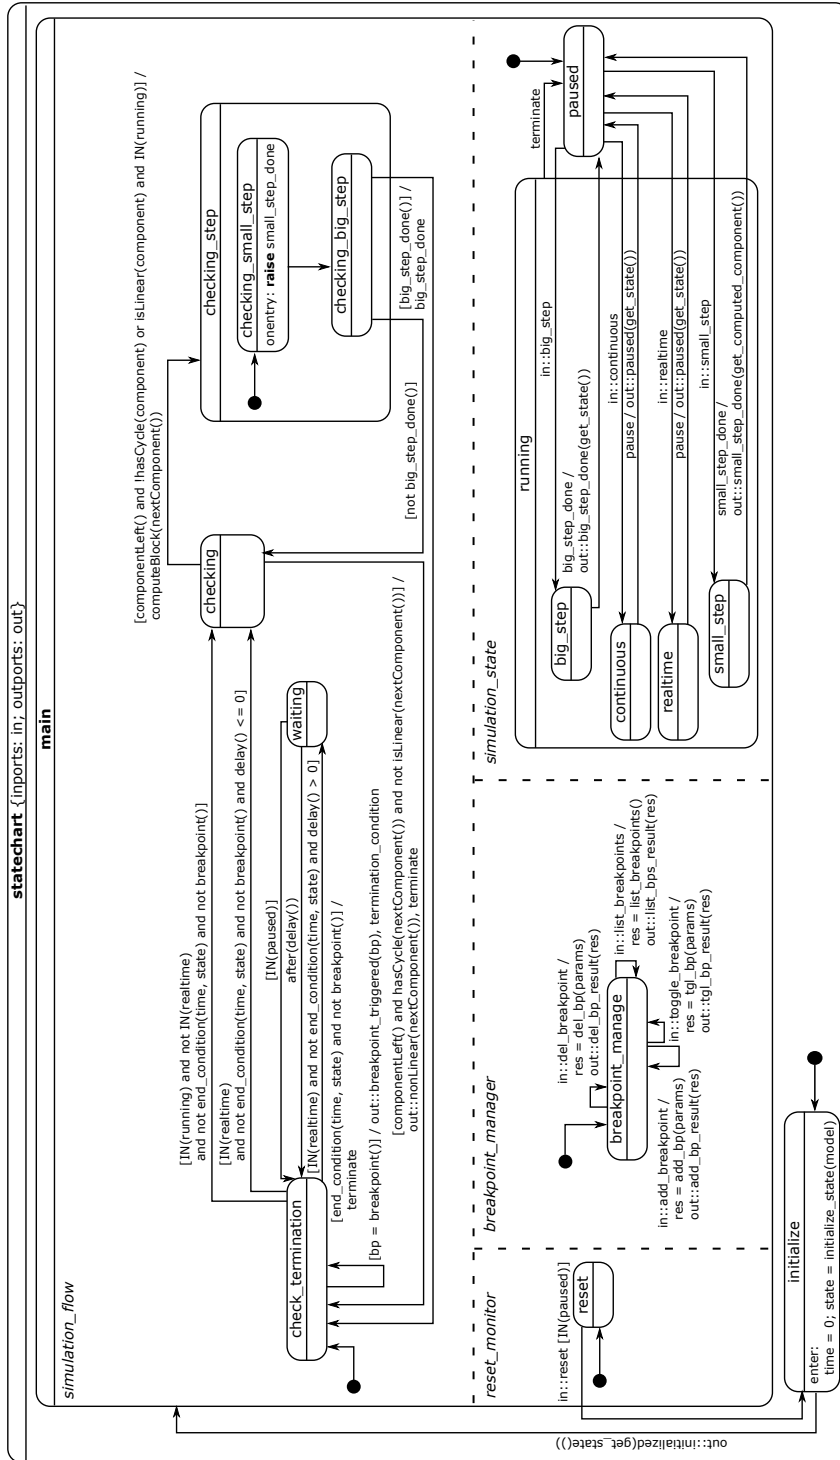 statechart {inports: in; outports: out}
main
simulation_flow
check_termination
[IN(running) and not IN(realtime)
and not end_condition(time, state) and not breakpoint()]
[IN(realtime)
and not end_condition(time, state) and not breakpoint() and delay() <= 0]
[IN(paused)]
after(delay())
[IN(realtime) and not end_condition(time, state) and delay() > 0]
[end_condition(time, state) and not breakpoint()] /
terminate
[bp = breakpoint()] / out::breakpoint_triggered(bp), termination_condition
[componentLeft() and hasCycle(nextComponent()) and not isLinear(nextComponent())] /
out::nonLinear(nextComponent()), terminate
waiting
checking
[componentLeft() and !hasCycle(component) or isLinear(component) and IN(running)] /
computeBlock(nextComponent())
checking_step
checking_small_step
onentry: raise small_step_done
checking_big_step
[not big_step_done()]
[big_step_done()] /
big_step_done
reset_monitor
in::reset [IN(paused)]
reset
breakpoint_manager
in::del_breakpoint /
res = del_bp(params)
out::del_bp_result(res)
breakpoint_manage
in::add_breakpoint /
res = add_bp(params)
out::add_bp_result(res)
in::list_breakpoints /
res = list_breakpoints()
out::list_bps_result(res)
in::toggle_breakpoint /
res = tgl_bp(params)
out::tgl_bp_result(res)
simulation_state
running
big_step
continuous
realtime
small_step
in::big_step
big_step_done /
out::big_step_done(get_state())
in::continuous
pause / out::paused(get_state())
in::realtime
pause / out::paused(get_state())
in::small_step
small_step_done /
out::small_step_done(get_computed_component())
terminate
paused
initialize
enter:
time = 0; state = initialize_state(model)
out::initialized(get_state())